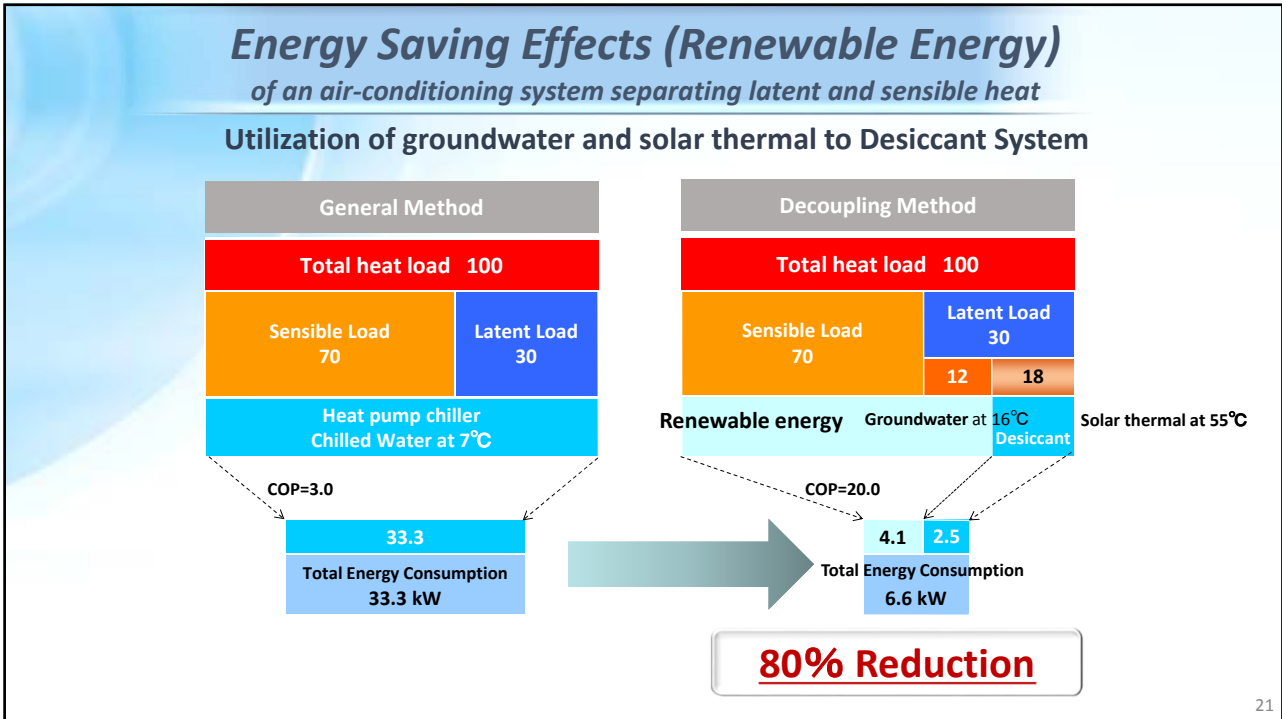 Energy Saving Effects (Renewable Energy)
of an air-conditioning system separating latent and sensible heat
Utilization of groundwater and solar thermal to Desiccant System
General Method
Total heat load 100
Sensible Load
70
Latent Load
30
Heat pump chiller
Chilled Water at 7℃
COP=3.0
33.3
Total Energy Consumption
33.3 kW
Decoupling Method
Total heat load 100
Sensible Load
70
Latent Load
30
12
18
Renewable energy
Groundwater at 16℃
Desiccant
Solar thermal at 55℃
COP=20.0
4.1
2.5
Total Energy Consumption
6.6 kW
80% Reduction
21